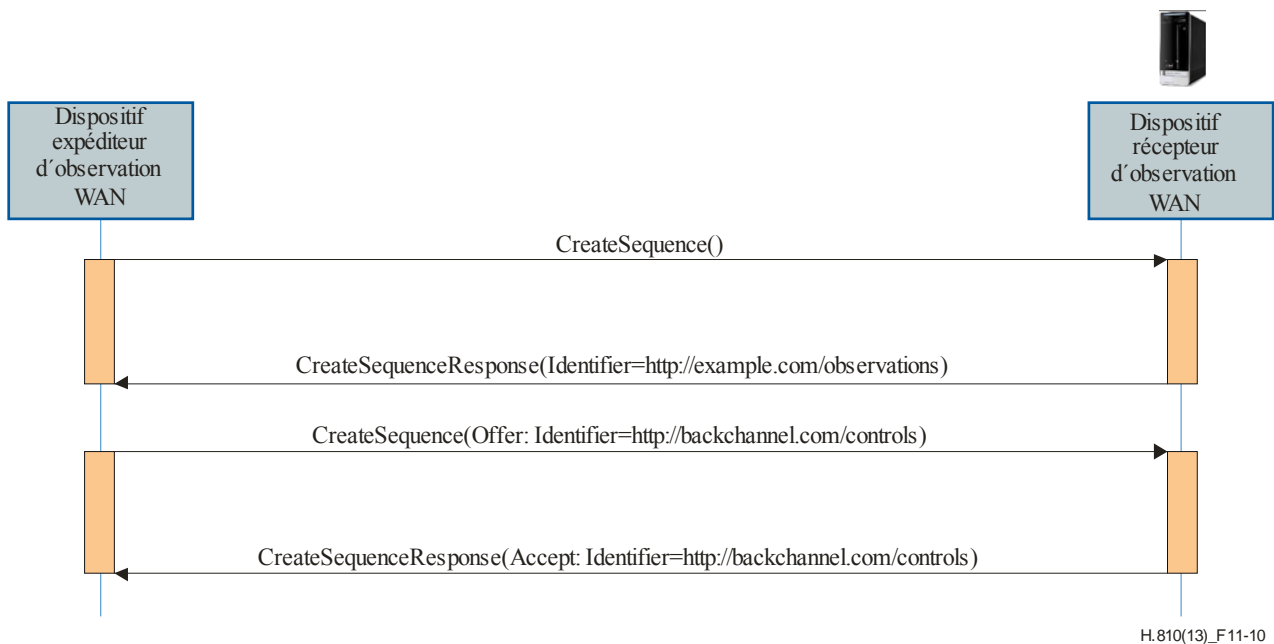 Dispositif
expéditeur
d´observation
WAN
Dispositif
récepteur
d´observation
WAN
CreateSequence()
CreateSequenceResponse(Identifier=http://example.com/observations)
CreateSequence(Offer: Identifier=http://backchannel.com/controls)
CreateSequenceResponse(Accept: Identifier=http://backchannel.com/controls)
H.810(13)_F11-10